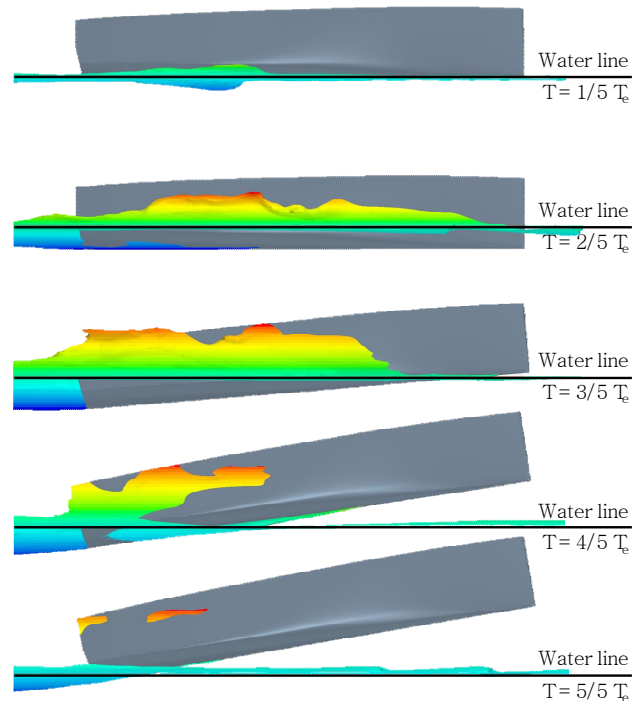 Water line
T= 1/5 Te
Water line
T= 2/5 Te
Water line
T= 3/5 Te
Water line
T= 4/5 Te
Water line
T= 5/5 Te